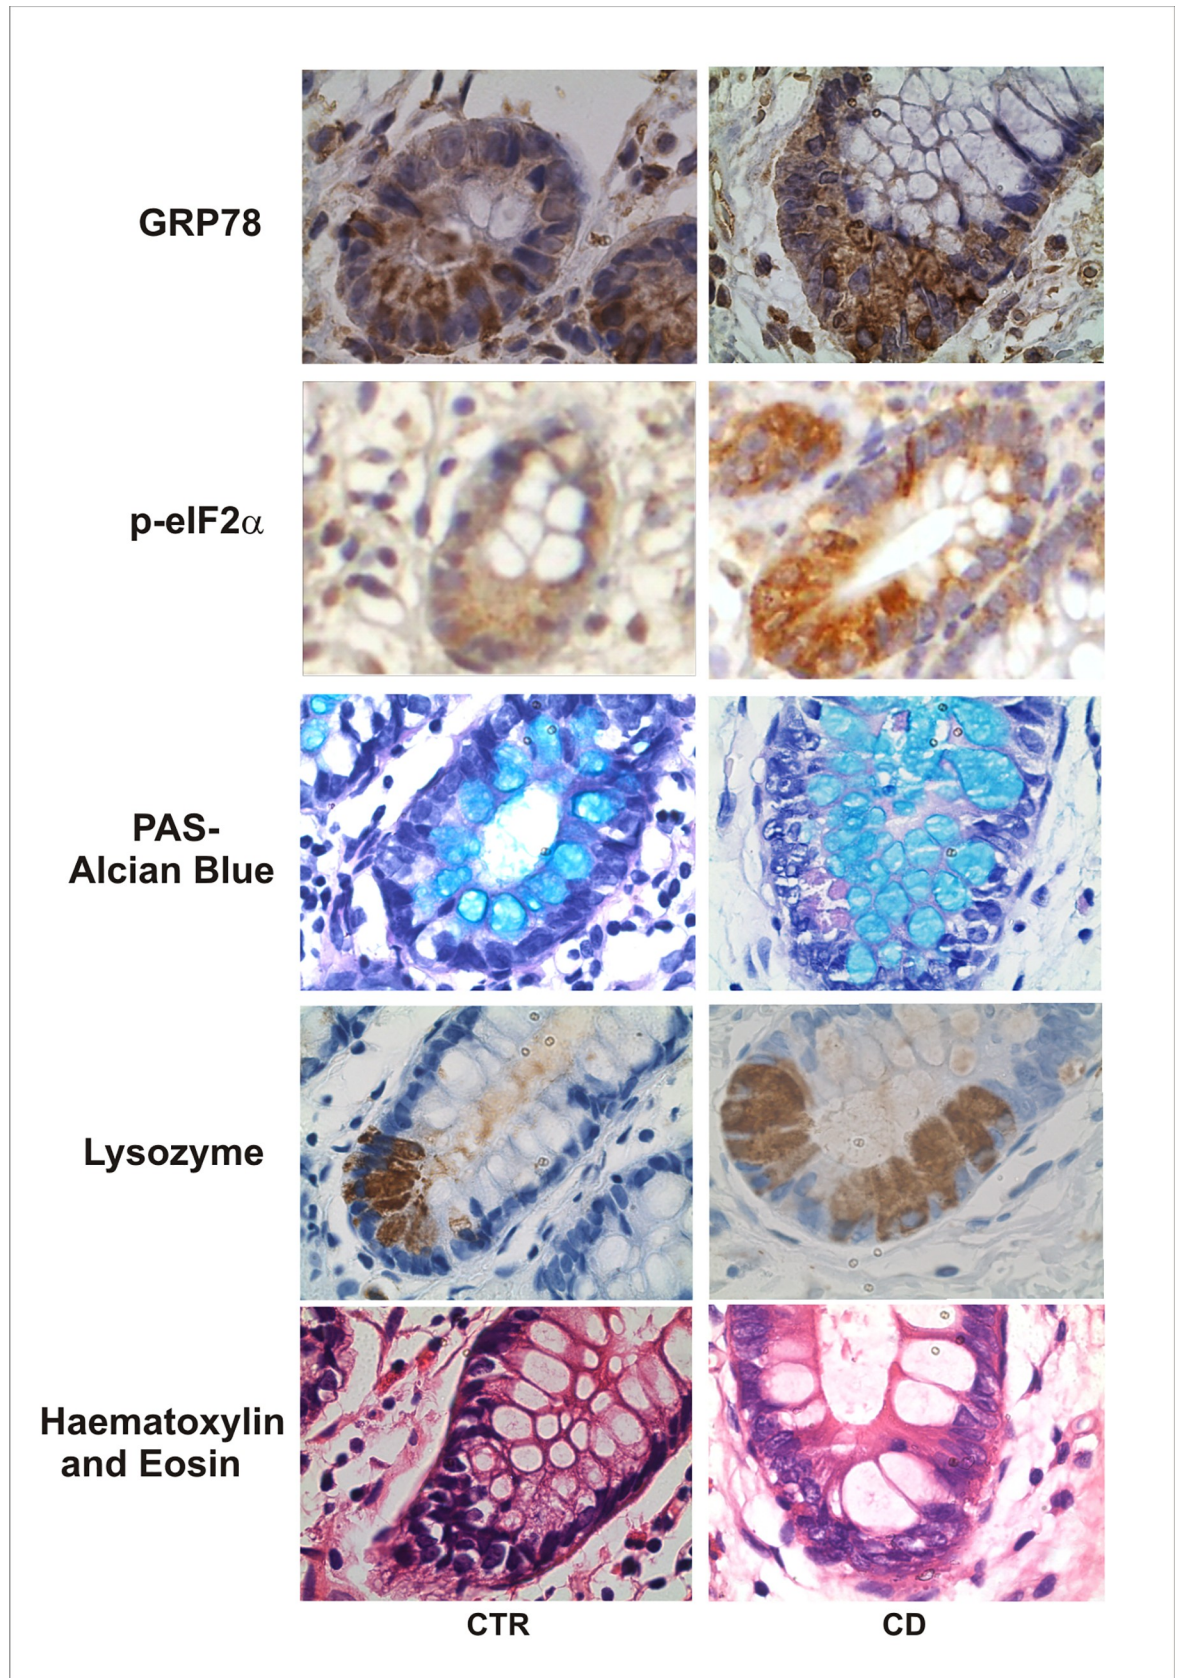 GRP78
p-eIF2α
PAS-
Alcian Blue
Lysozyme
Haematoxylin
and Eosin
CTR
CD